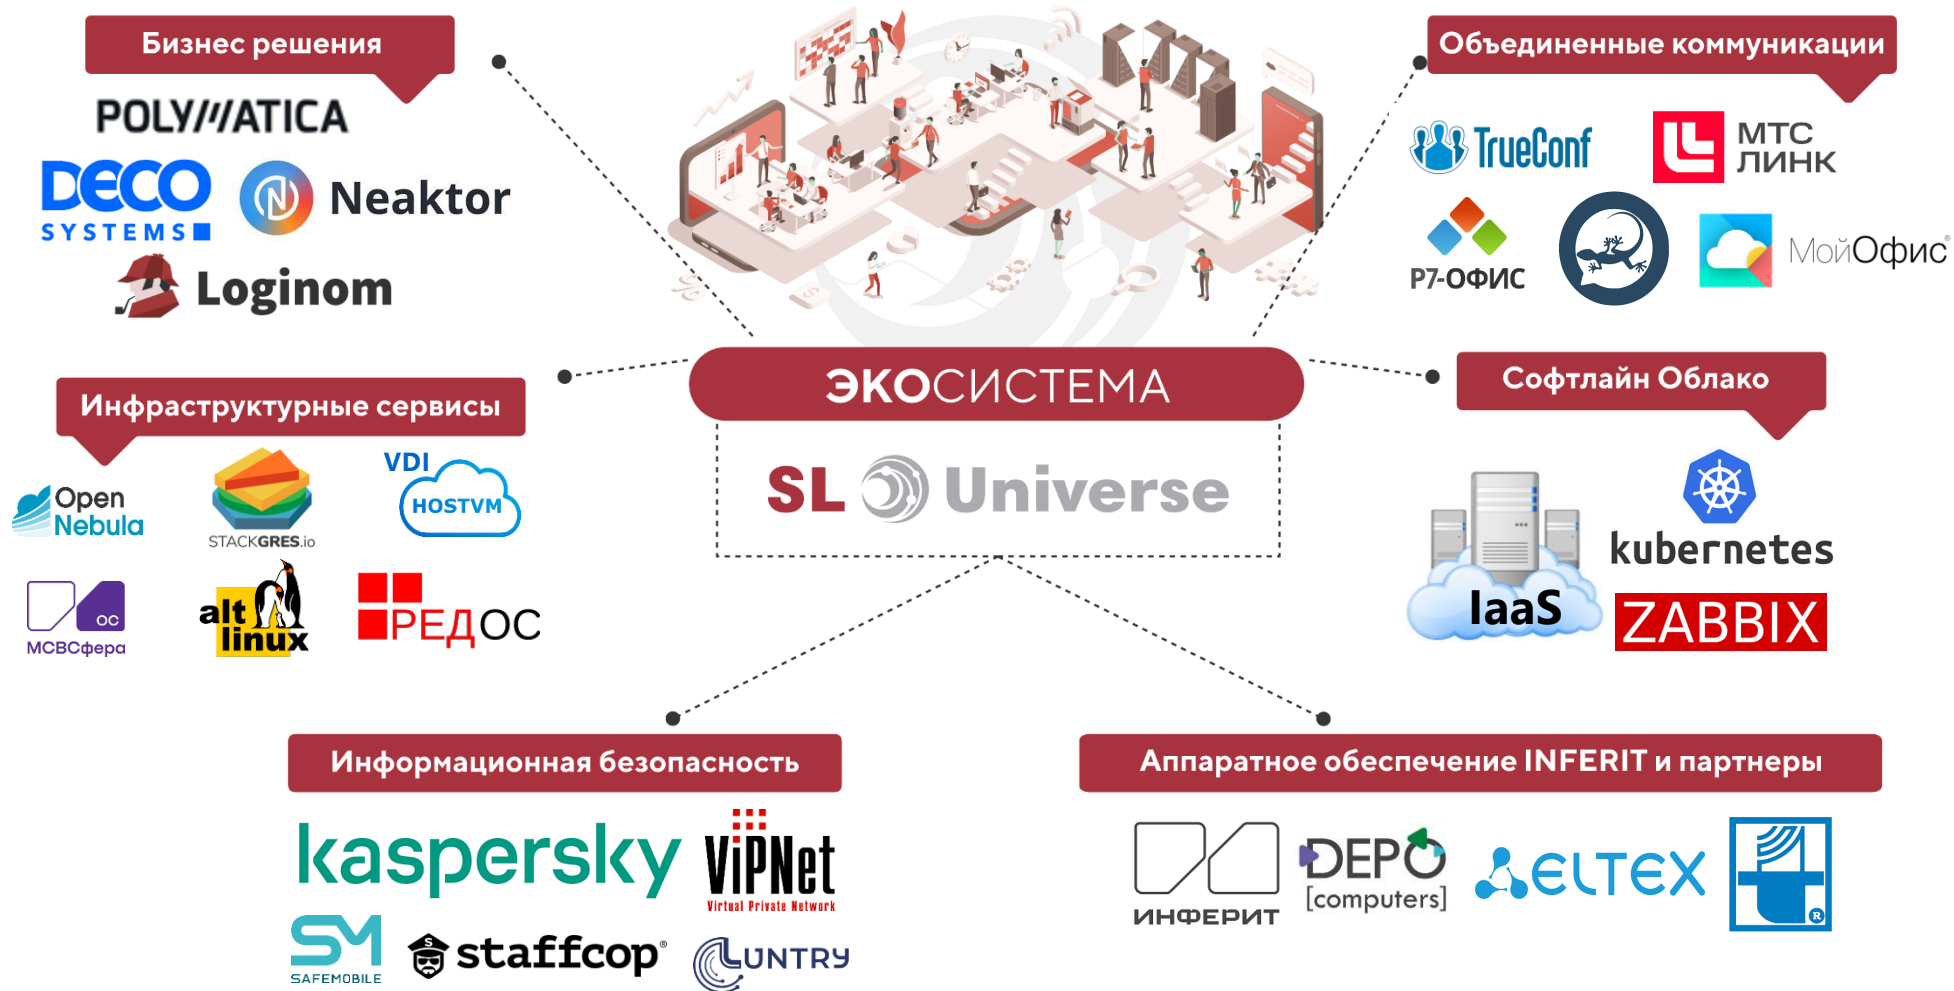 Бизнес решения
POLYMATICA
DECO
SYSTEMS
Neaktor
Loginom
Объединенные коммуникации
TrueConf
МТС
ЛИНК
Р7-ОФИС
МойОфис®
ЭКОСИСТЕМА
SL Universe
Инфраструктурные сервисы
Open
Nebula
STACKGRES.io
VDI
HOSTVM
ОС
МСВСфера
alt
linux
РЕДОС
Софтлайн Облако
IaaS
kubernetes
ZABBIX
Информационная безопасность
kaspersky
ViPNet
Virtual Private Network
SM
SAFEMOBILE
S
staffcop®
LUNTRY
Аппаратное обеспечение INFERIT и партнеры
ИНФЕРИТ
DEPO
[computers]
ELTEX
®